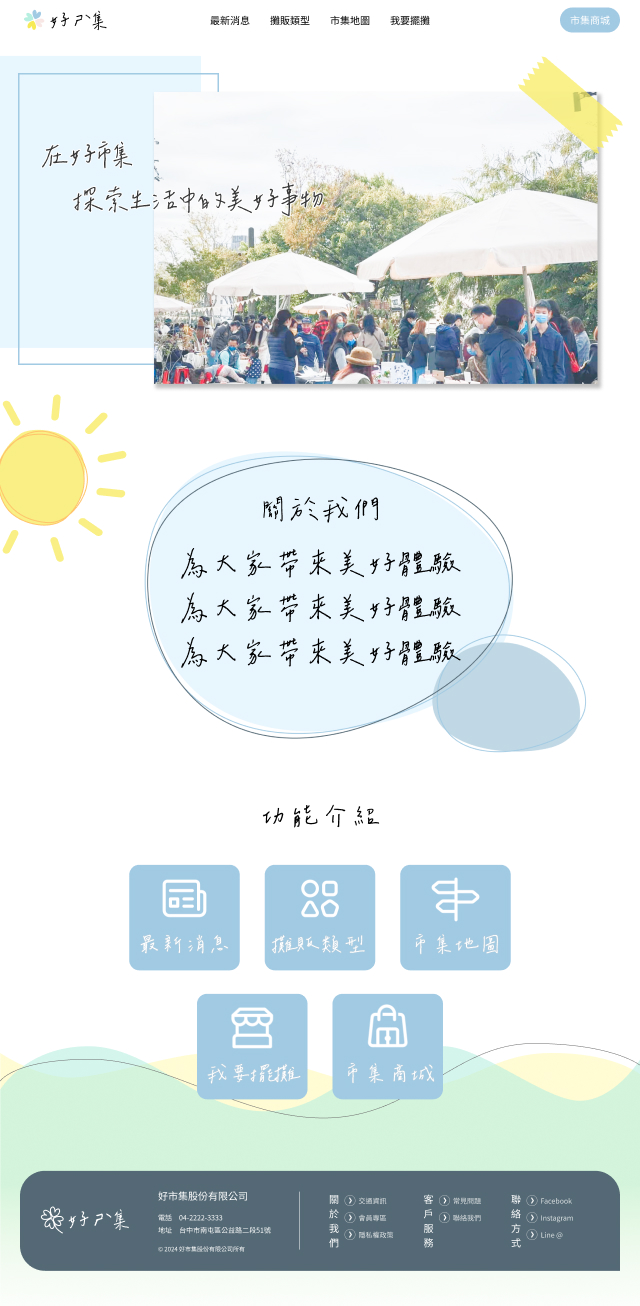 好ㄕˋ集
最新消息 攤販類型 市集地圖 我要擺攤
市集商城
在好市集
探索生活中的美好事物
關於我們
為大家帶來美好體驗
為大家帶來美好體驗
為大家帶來美好體驗
功能介紹
最新消息
攤販類型
市集地圖
我要擺攤
市集商城
好ㄕˋ集
好市集股份有限公司
電話 04-2222-3333
地址 台中市南屯區公益路二段51號
© 2024 好市集股份有限公司所有
關於我們
交通資訊
會員專區
隱私權政策
客戶服務
常見問題
聯絡我們
聯絡方式
Facebook
Instagram
Line @